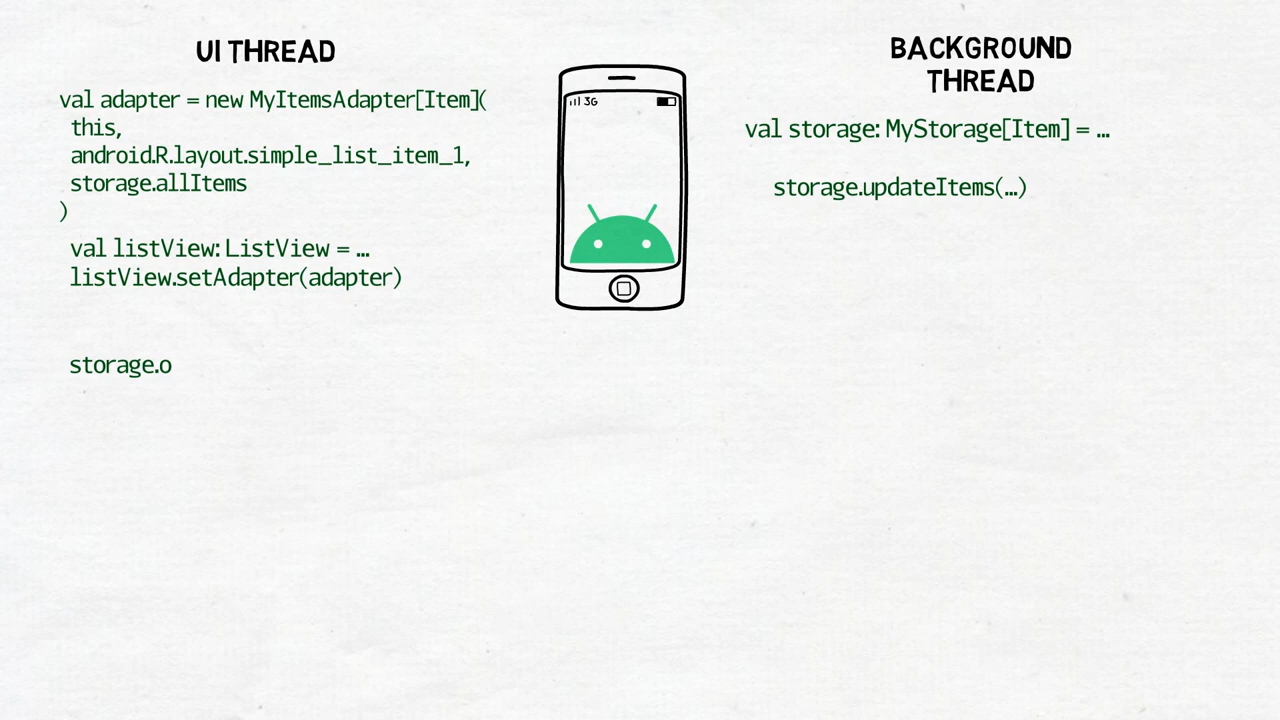 UI THREAD
val adapter = new MyItemsAdapter[Item](
this,
android.R.layout.simple_list_item_1,
storage.allItems
)
val listView: ListView = …
listView.setAdapter(adapter)
storage.o
3G
BACKGROUND
THREAD
val storage: MyStorage[Item] = …
storage.updateItems(…)